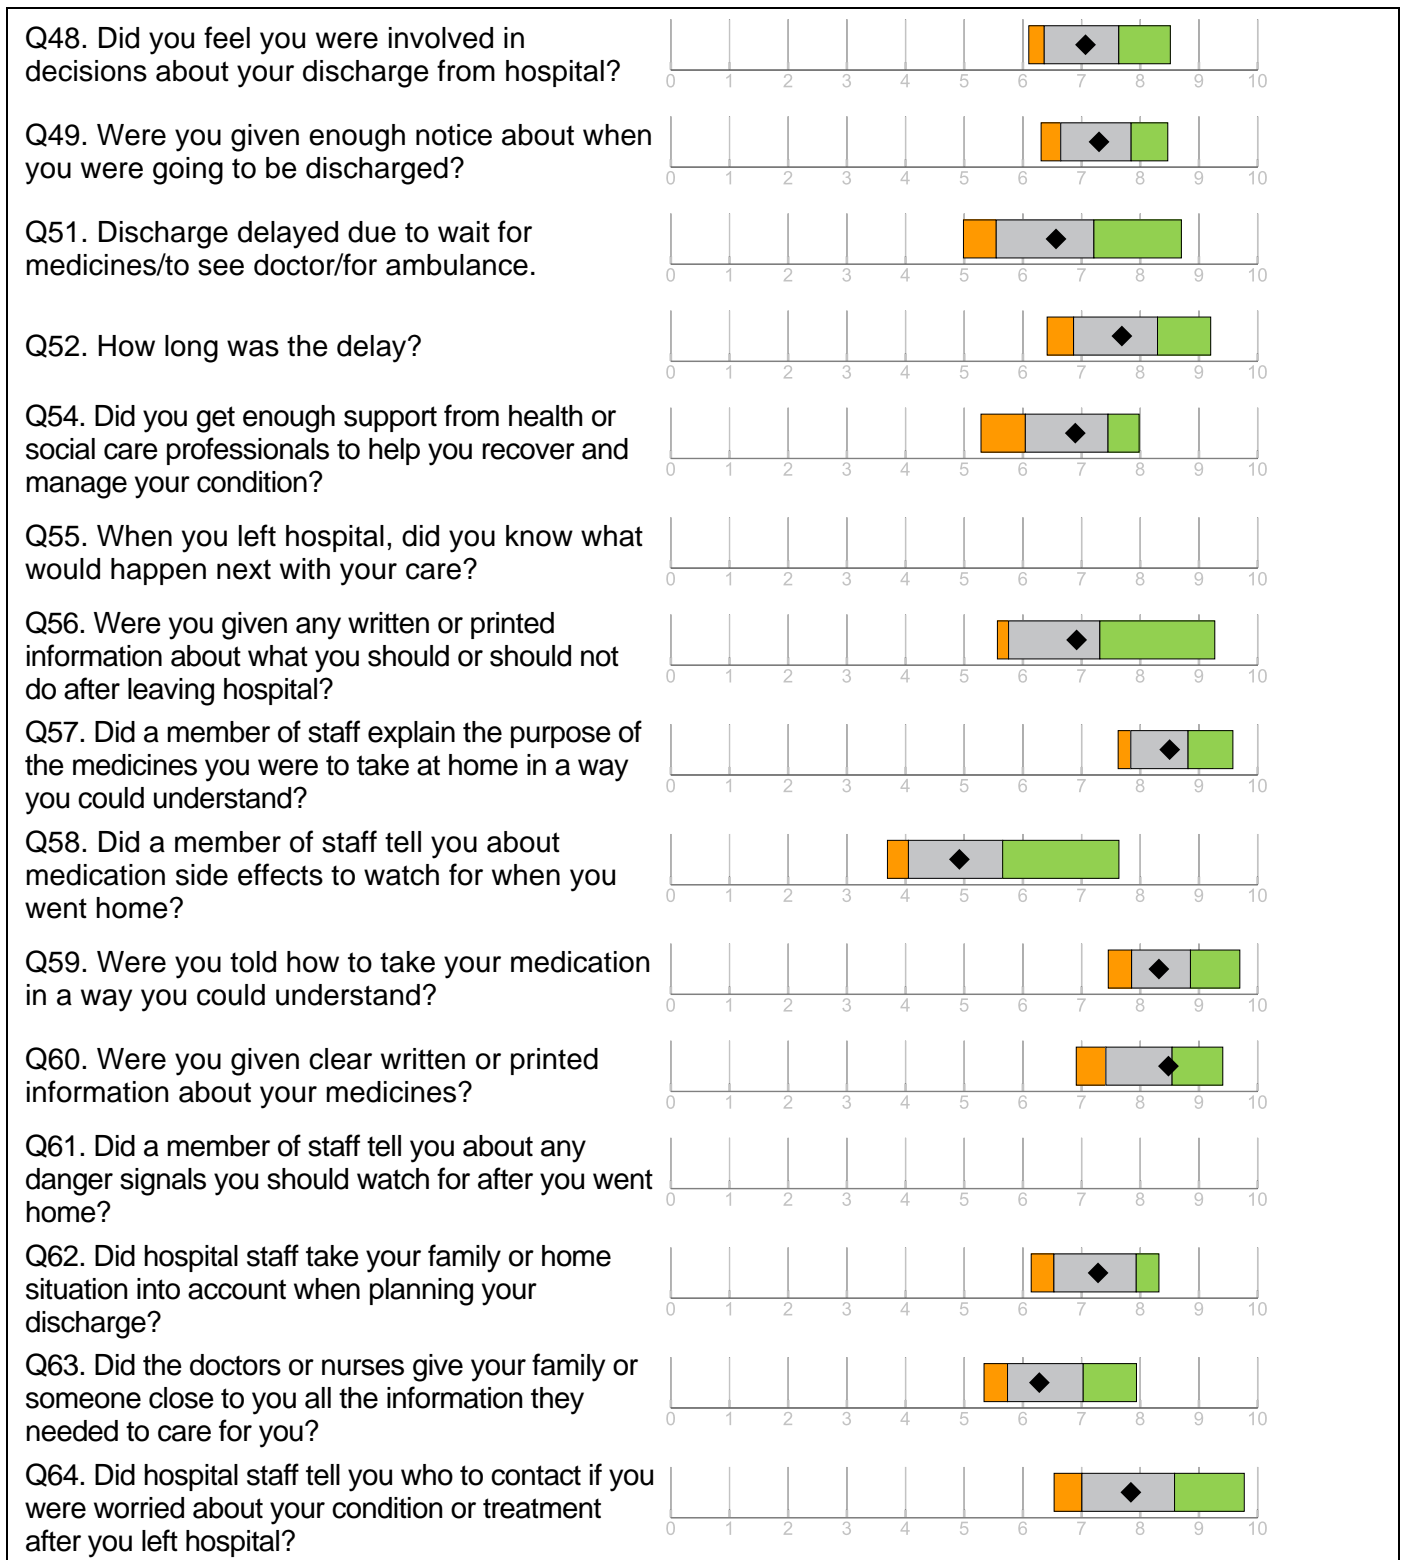 Q48. Did you feel you were involved in
decisions about your discharge from hospital?
0 1 2 3 4 5 6 7 8 9 10
Q49. Were you given enough notice about when
you were going to be discharged?
0 1 2 3 4 5 6 7 8 9 10
Q51. Discharge delayed due to wait for
medicines/to see doctor/for ambulance.
0 1 2 3 4 5 6 7 8 9 10
Q52. How long was the delay?
0 1 2 3 4 5 6 7 8 9 10
Q54. Did you get enough support from health or
social care professionals to help you recover and
manage your condition?
0 1 2 3 4 5 6 7 8 9 10
Q55. When you left hospital, did you know what
would happen next with your care?
0 1 2 3 4 5 6 7 8 9 10
Q56. Were you given any written or printed
information about what you should or should not
do after leaving hospital?
0 1 2 3 4 5 6 7 8 9 10
Q57. Did a member of staff explain the purpose of
the medicines you were to take at home in a way
you could understand?
0 1 2 3 4 5 6 7 8 9 10
Q58. Did a member of staff tell you about
medication side effects to watch for when you
went home?
0 1 2 3 4 5 6 7 8 9 10
Q59. Were you told how to take your medication
in a way you could understand?
0 1 2 3 4 5 6 7 8 9 10
Q60. Were you given clear written or printed
information about your medicines?
0 1 2 3 4 5 6 7 8 9 10
Q61. Did a member of staff tell you about any
danger signals you should watch for after you went
home?
0 1 2 3 4 5 6 7 8 9 10
Q62. Did hospital staff take your family or home
situation into account when planning your
discharge?
0 1 2 3 4 5 6 7 8 9 10
Q63. Did the doctors or nurses give your family or
someone close to you all the information they
needed to care for you?
0 1 2 3 4 5 6 7 8 9 10
Q64. Did hospital staff tell you who to contact if you
were worried about your condition or treatment
after you left hospital?
0 1 2 3 4 5 6 7 8 9 10